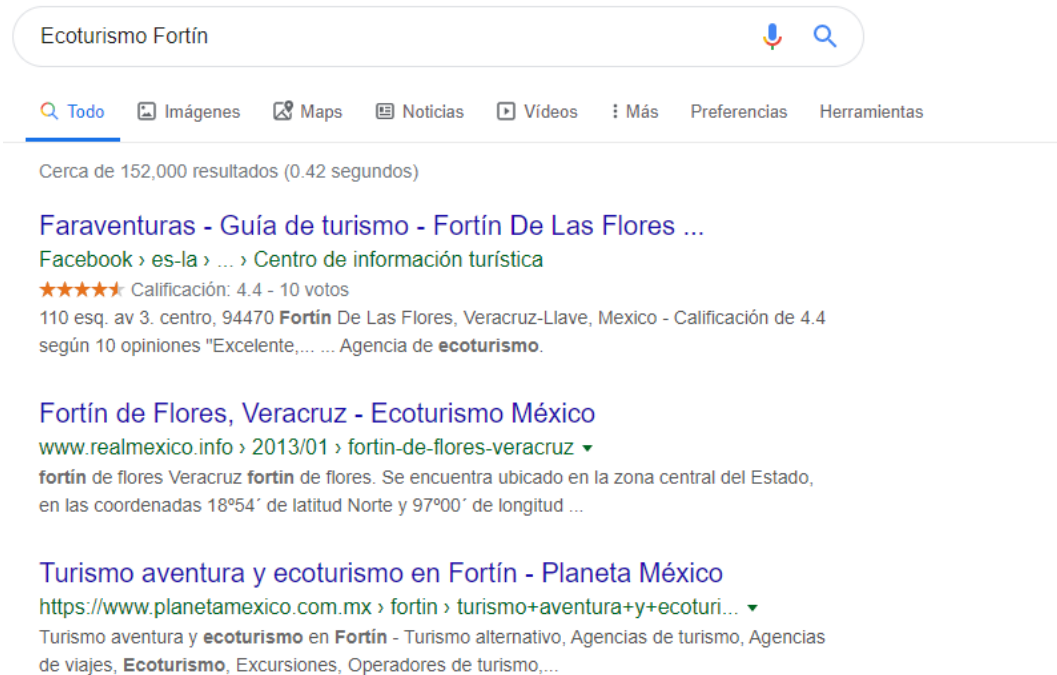 Ecoturismo Fortín
Todo Imágenes Maps Noticias Vídeos Más Preferencias Herramientas
Cerca de 152,000 resultados (0.42 segundos)
Faraventuras - Guía de turismo - Fortín De Las Flores ...
Facebook › es-la › ... › Centro de información turística
Calificación: 4.4 - 10 votos
110 esq. av 3. centro, 94470 Fortín De Las Flores, Veracruz-Llave, Mexico - Calificación de 4.4
según 10 opiniones "Excelente,... ... Agencia de ecoturismo.
Fortín de Flores, Veracruz - Ecoturismo México
www.realmexico.info › 2013/01 › fortin-de-flores-veracruz
fortín de flores Veracruz fortin de flores. Se encuentra ubicado en la zona central del Estado,
en las coordenadas 18º54´ de latitud Norte y 97º00´ de longitud ...
Turismo aventura y ecoturismo en Fortín - Planeta México
https://www.planetamexico.com.mx › fortin › turismo+aventura+y+ecoturi...
Turismo aventura y ecoturismo en Fortín - Turismo alternativo, Agencias de turismo, Agencias
de viajes, Ecoturismo, Excursiones, Operadores de turismo,...